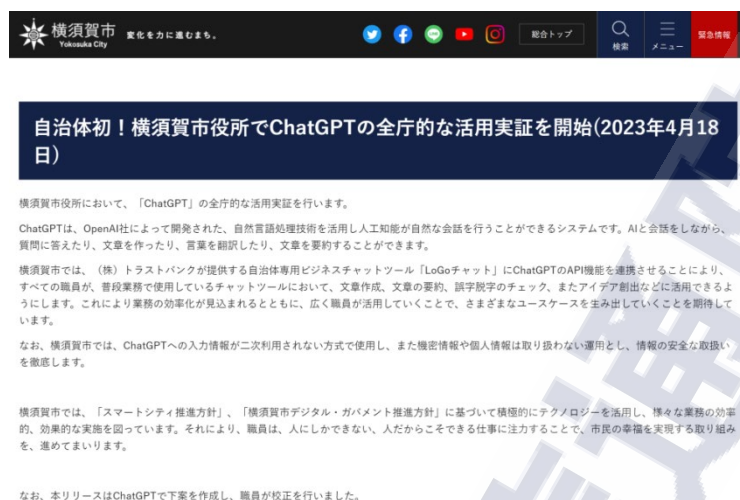 横須賀市
Yokosuka City
変化を力に進むまち。
総合トップ
検索
メニュー
緊急情報
自治体初！横須賀市役所でChatGPTの全庁的な活用実証を開始(2023年4月18
日)
横須賀市役所において、「ChatGPT」の全庁的な活用実証を行います。
ChatGPTは、OpenAI社によって開発された、自然言語処理技術を活用し人工知能が自然な会話を行うことができるシステムです。AIと会話をしながら、
質問に答えたり、文章を作ったり、言葉を翻訳したり、文章を要約することができます。
横須賀市では、（株）トラストバンクが提供する自治体専用ビジネスチャットツール「LoGoチャット」にChatGPTのAPI機能を連携させることにより、
すべての職員が、普段業務で使用しているチャットツールにおいて、文章作成、文章の要約、誤字脱字のチェック、またアイデア創出などに活用できるよ
うにします。これにより業務の効率化が見込まれるとともに、広く職員が活用していくことで、さまざまなユースケースを生み出していくことを期待して
います。
なお、横須賀市では、ChatGPTへの入力情報が二次利用されない方式で使用し、また機密情報や個人情報は取り扱わない運用とし、情報の安全な取扱い
を徹底します。
横須賀市では、「スマートシティ推進方針」、「横須賀市デジタル・ガバメント推進方針」に基づいて積極的にテクノロジーを活用し、様々な業務の効率
的、効果的な実施を図っています。それにより、職員は、人にしかできない、人だからこそできる仕事に注力することで、市民の幸福を実現する取り組み
を、進めてまいります。
なお、本リリースはChatGPTで下案を作成し、職員が校正を行いました。